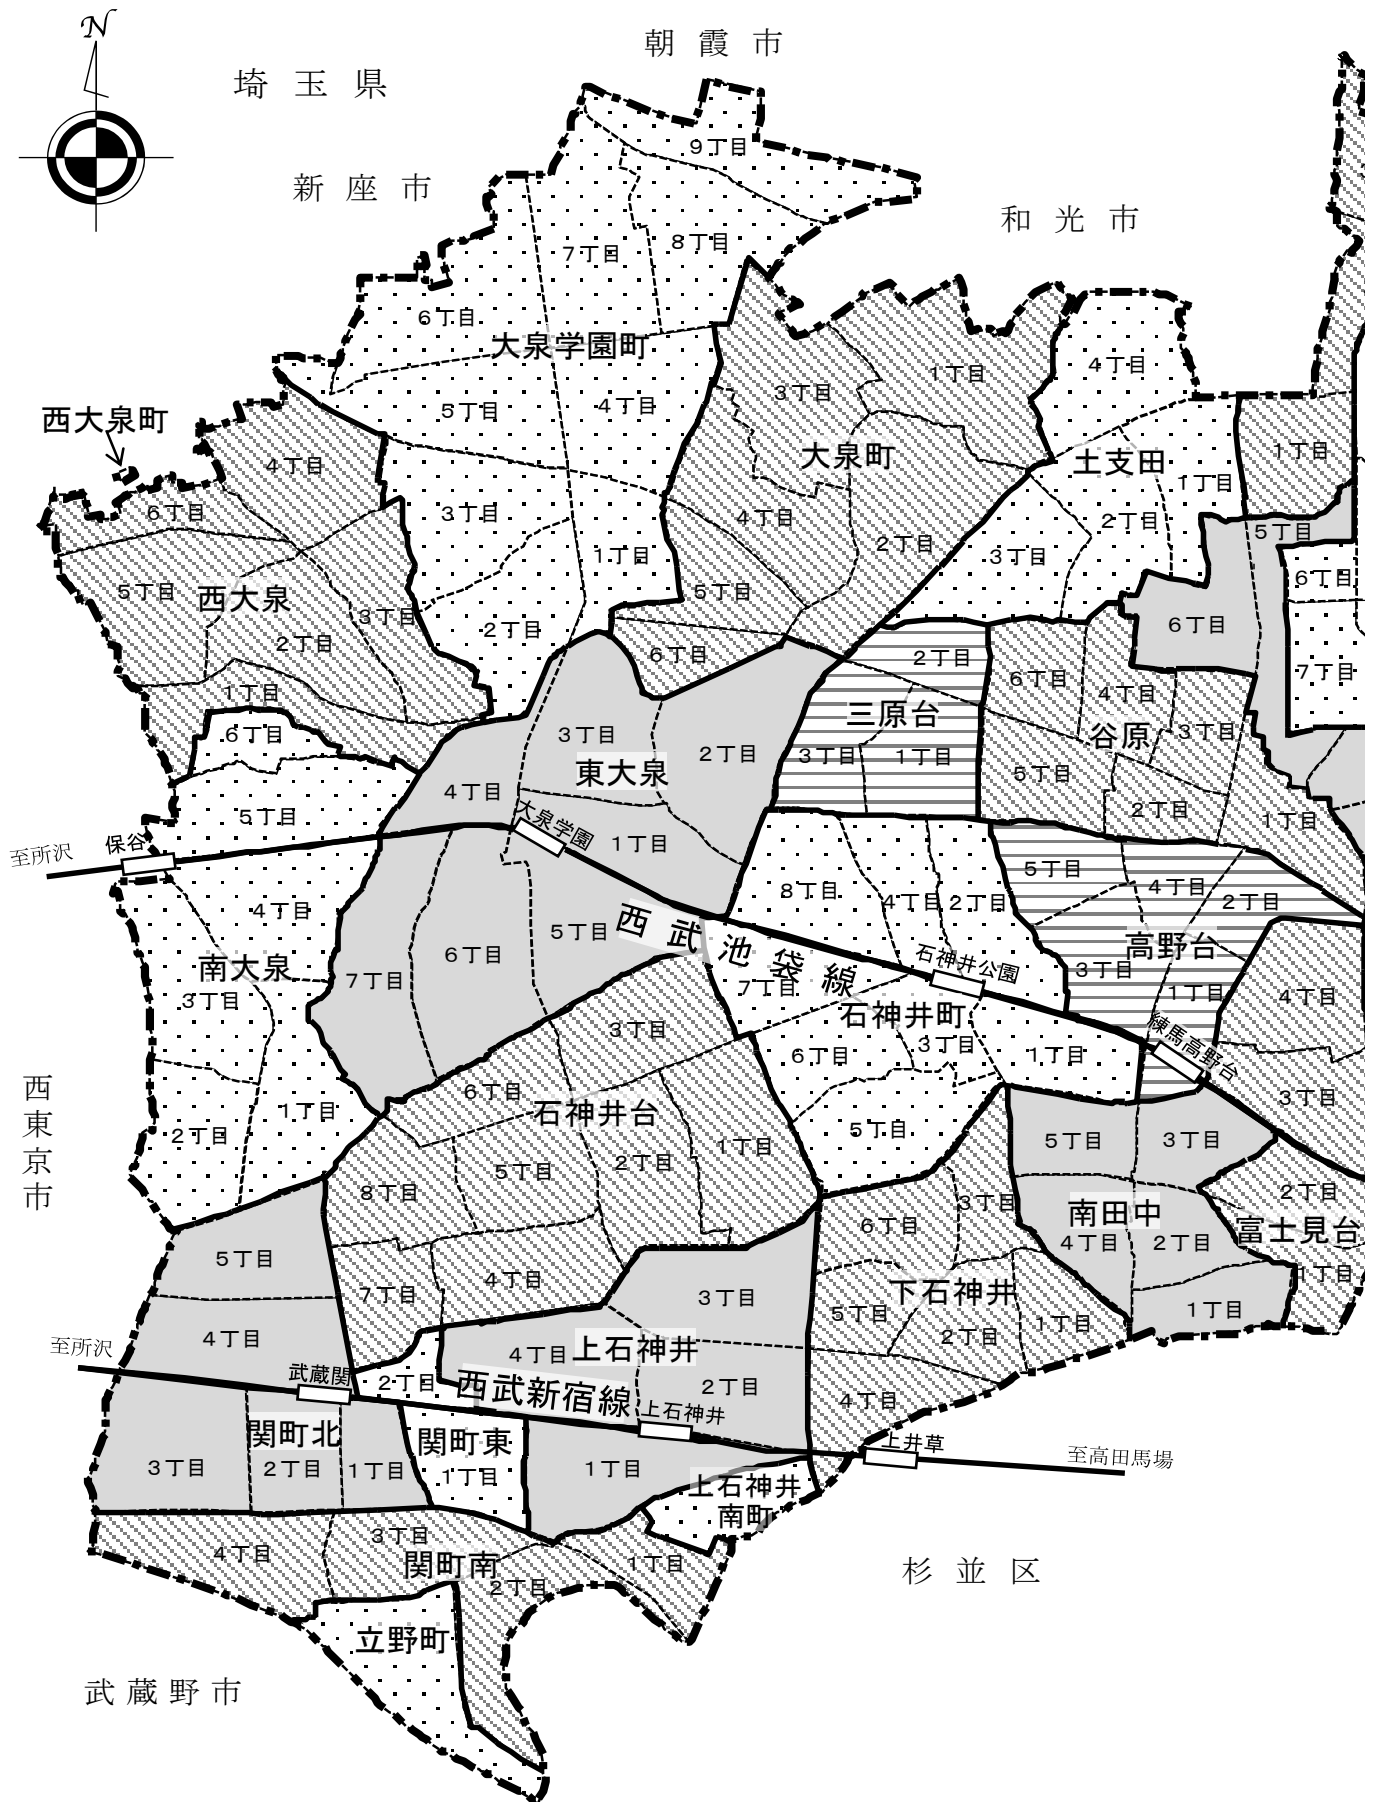 N
朝霞市
埼玉県
新座市
和光市
9丁目
8丁目
7丁目
6丁目
大泉学園町
5丁目
4丁目
3丁目
1丁目
2丁目
西大泉町
4丁目
6丁目
5丁目
西大泉
3丁目
2丁目
1丁目
3丁目
1丁目
大泉町
4丁目
2丁目
5丁目
6丁目
4丁目
土支田
1丁目
2丁目
3丁目
1丁目
5丁目
6丁目
6丁目
7丁目
2丁目
三原台
3丁目
1丁目
6丁目
4丁目
谷原
3丁目
5丁目
2丁目
1丁目
3丁目
東大泉
2丁目
4丁目
大泉学園
1丁目
5丁目
6丁目
7丁目
6丁目
5丁目
保谷
至所沢
4丁目
南大泉
3丁目
1丁目
2丁目
西武池袋線
8丁目
4丁目
2丁目
石神井公園
7丁目
石神井町
6丁目
3丁目
1丁目
5丁目
5丁目
4丁目
2丁目
高野台
3丁目
1丁目
練馬高野台
4丁目
3丁目
西東京市
3丁目
6丁目
石神井台
5丁目
2丁目
1丁目
8丁目
4丁目
7丁目
5丁目
3丁目
南田中
4丁目
2丁目
1丁目
2丁目
富士見台
1丁目
3丁目
6丁目
下石神井
5丁目
2丁目
1丁目
4丁目
5丁目
4丁目
至所沢
武蔵関
関町北
3丁目
2丁目
1丁目
2丁目
関町東
1丁目
3丁目
4丁目
上石神井
2丁目
西武新宿線
上石神井
1丁目
上井草
至高田馬場
上石神井
南町
3丁目
4丁目
関町南
2丁目
1丁目
立野町
杉並区
武蔵野市